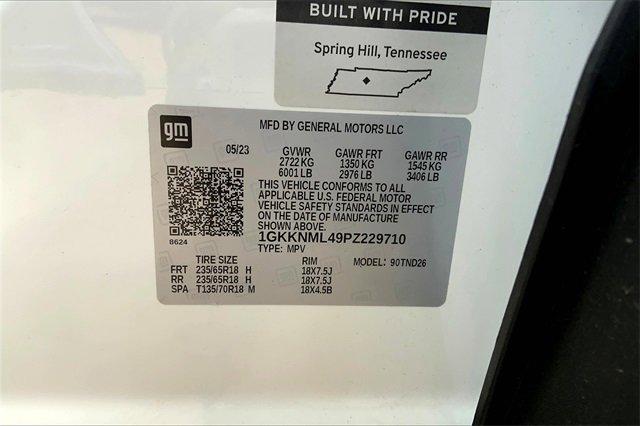 BUILT WITH PRIDE
Spring Hill, Tennessee
gm
MFD BY GENERAL MOTORS LLC
05/23 GVWR GAWR FRT GAWR RR
2722 KG 1350 KG 1545 KG
6001 LB 2976 LB 3406 LB
THIS VEHICLE CONFORMS TO ALL
APPLICABLE U.S. FEDERAL MOTOR
VEHICLE SAFETY STANDARDS IN
EFFECT ON THE DATE OF
MANUFACTURE SHOWN ABOVE.
8624
1GKKNML49PZ229710
TYPE: MPV
TIRE SIZE RIM MODEL: 90TND26
FRT 235/65R18 H 18X7.5J
RR 235/65R18 H 18X7.5J
SPA T135/70R18 M 18X4.5B